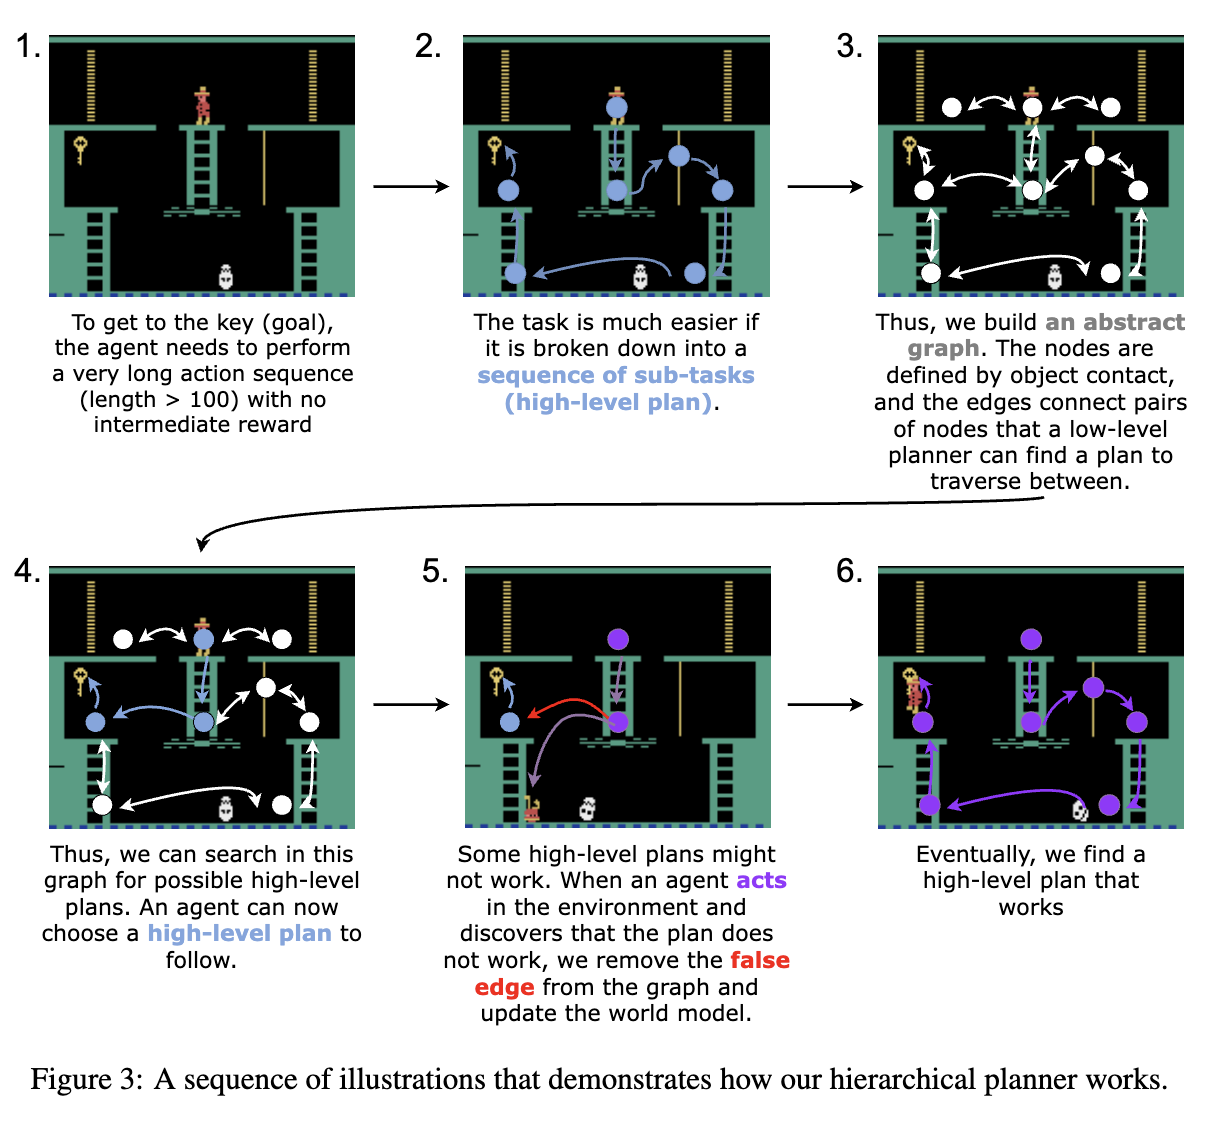 1.
2.
3.
To get to the key (goal),
the agent needs to perform
a very long action sequence
(length > 100) with no
intermediate reward
The task is much easier if
it is broken down into a
sequence of sub-tasks
(high-level plan).
Thus, we build an abstract
graph. The nodes are
defined by object contact,
and the edges connect pairs
of nodes that a low-level
planner can find a plan to
traverse between.
4.
5.
6.
Thus, we can search in this
graph for possible high-level
plans. An agent can now
choose a high-level plan to
follow.
Some high-level plans might
not work. When an agent acts
in the environment and
discovers that the plan does
not work, we remove the false
edge from the graph and
update the world model.
Eventually, we find a
high-level plan that
works
Figure 3: A sequence of illustrations that demonstrates how our hierarchical planner works.